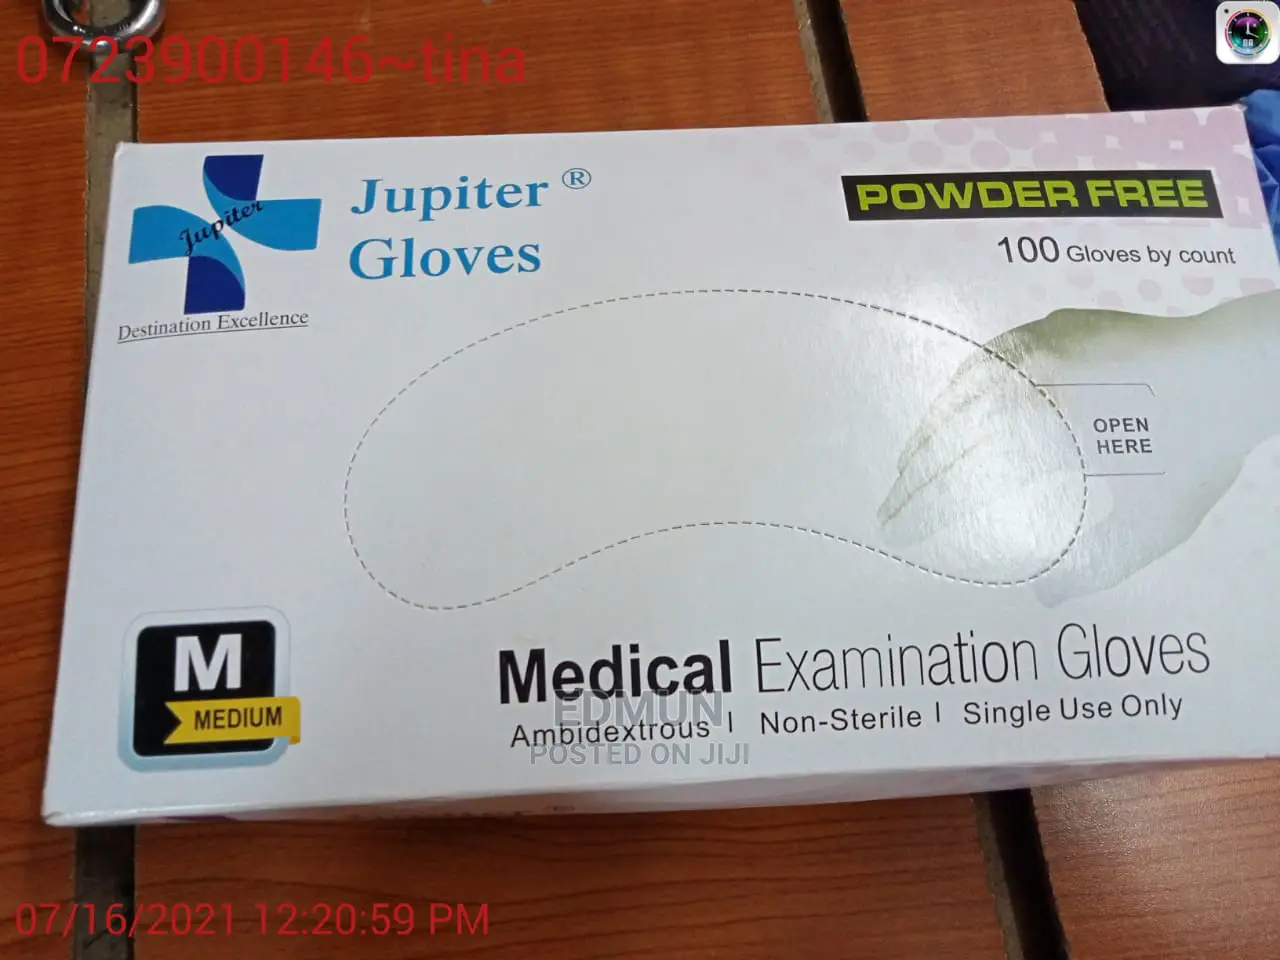 0723900146~tina
Jupiter
Destination Excellence
Jupiter ®
Gloves
POWDER FREE
100 Gloves by count
OPEN
HERE
M
MEDIUM
Medical Examination Gloves
Ambidextrous | Non-Sterile | Single Use Only
EDMUN
POSTED ON JIJI
07/16/2021 12:20:59 PM